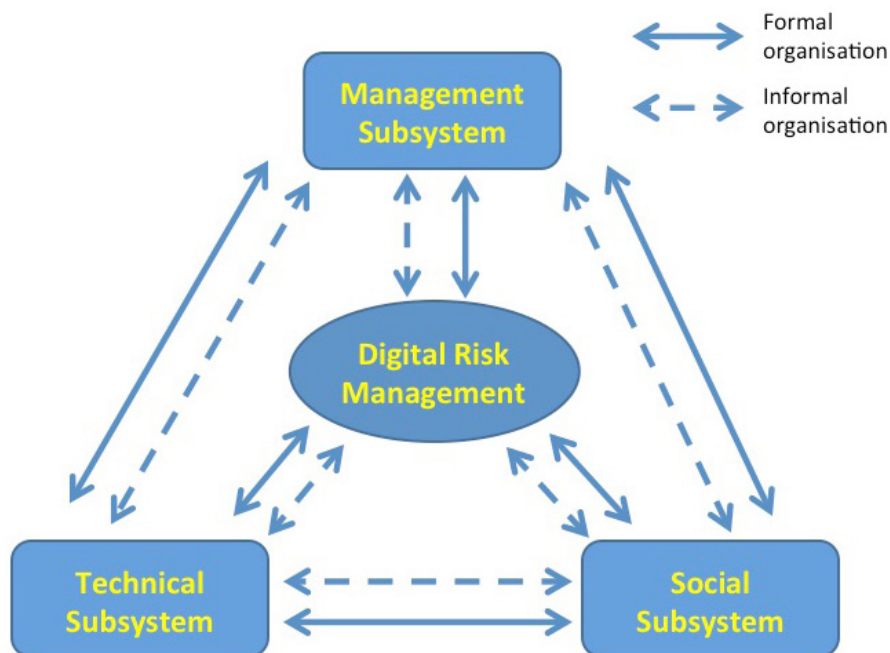 Formal
organisation
Management
Subsystem
Informal
organisation
Digital Risk
Management
Technical
Subsystem
Social
Subsystem